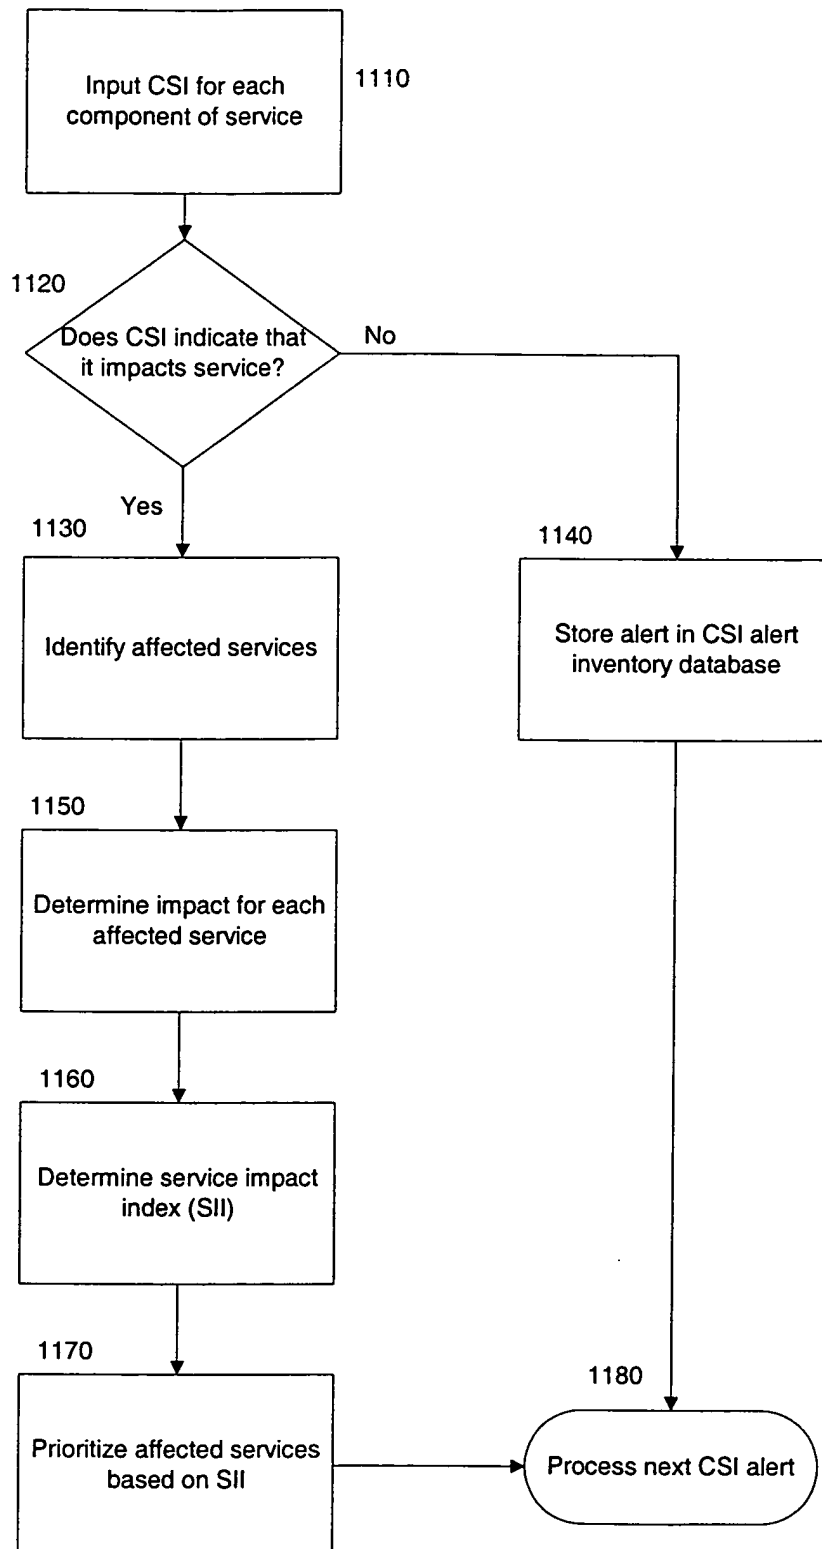 Input CSI for each
component of service
1110
1120
Does CSI indicate that
it impacts service?
No
Yes
1130
Identify affected services
1140
Store alert in CSI alert
inventory database
1150
Determine impact for each
affected service
1160
Determine service impact
index (SII)
1170
Prioritize affected services
based on SII
1180
Process next CSI alert